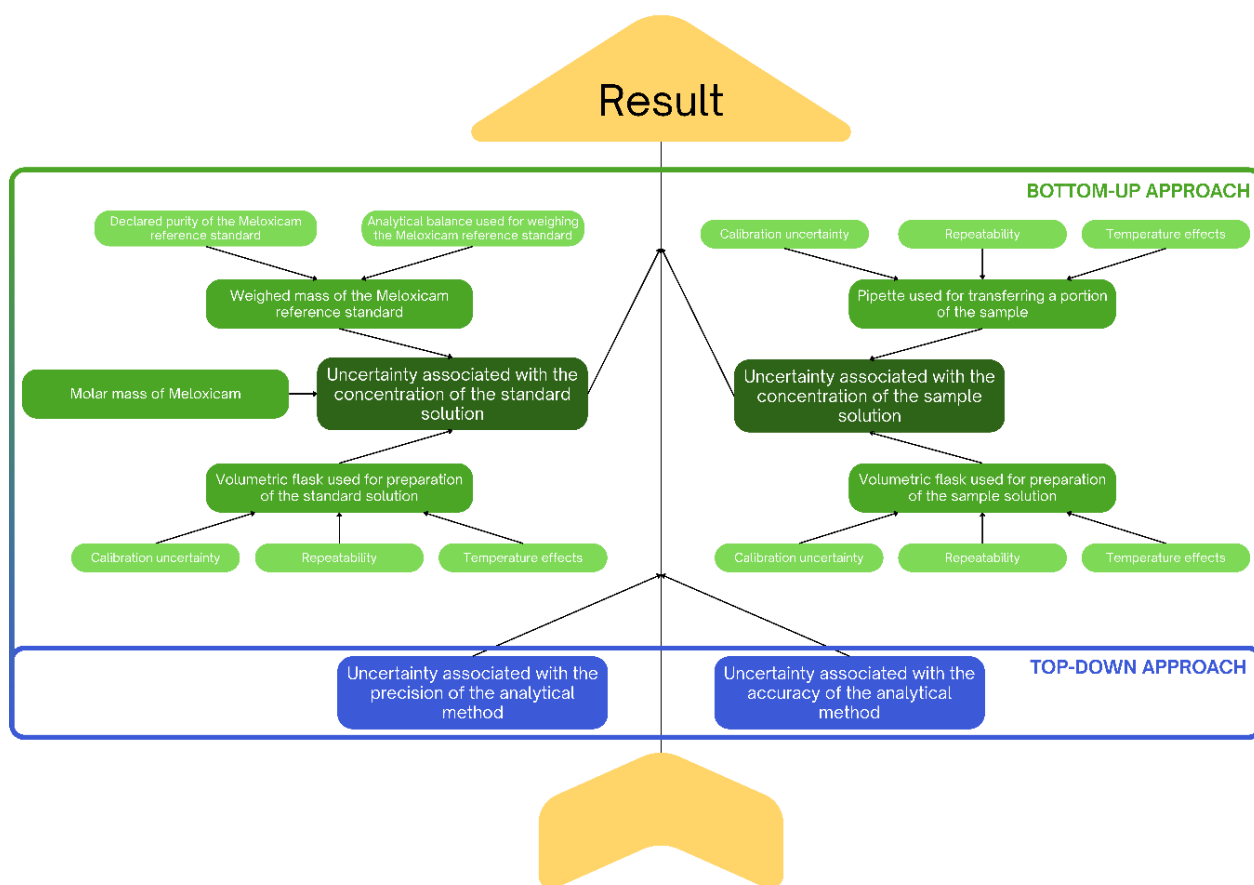 Result
BOTTOM-UP APPROACH
Declared purity of the Meloxicam
reference standard
Analytical balance used for weighing
the Meloxicam reference standard
Calibration uncertainty
Repeatability
Temperature effects
Weighed mass of the Meloxicam
reference standard
Pipette used for transferring a portion
of the sample
Molar mass of Meloxicam
Uncertainty associated with the
concentration of the standard
solution
Uncertainty associated with the
concentration of the sample
solution
Volumetric flask used for preparation
of the standard solution
Volumetric flask used for preparation
of the sample solution
Calibration uncertainty
Repeatability
Temperature effects
Calibration uncertainty
Repeatability
Temperature effects
Uncertainty associated with the
precision of the analytical
method
Uncertainty associated with the
accuracy of the analytical
method
TOP-DOWN APPROACH